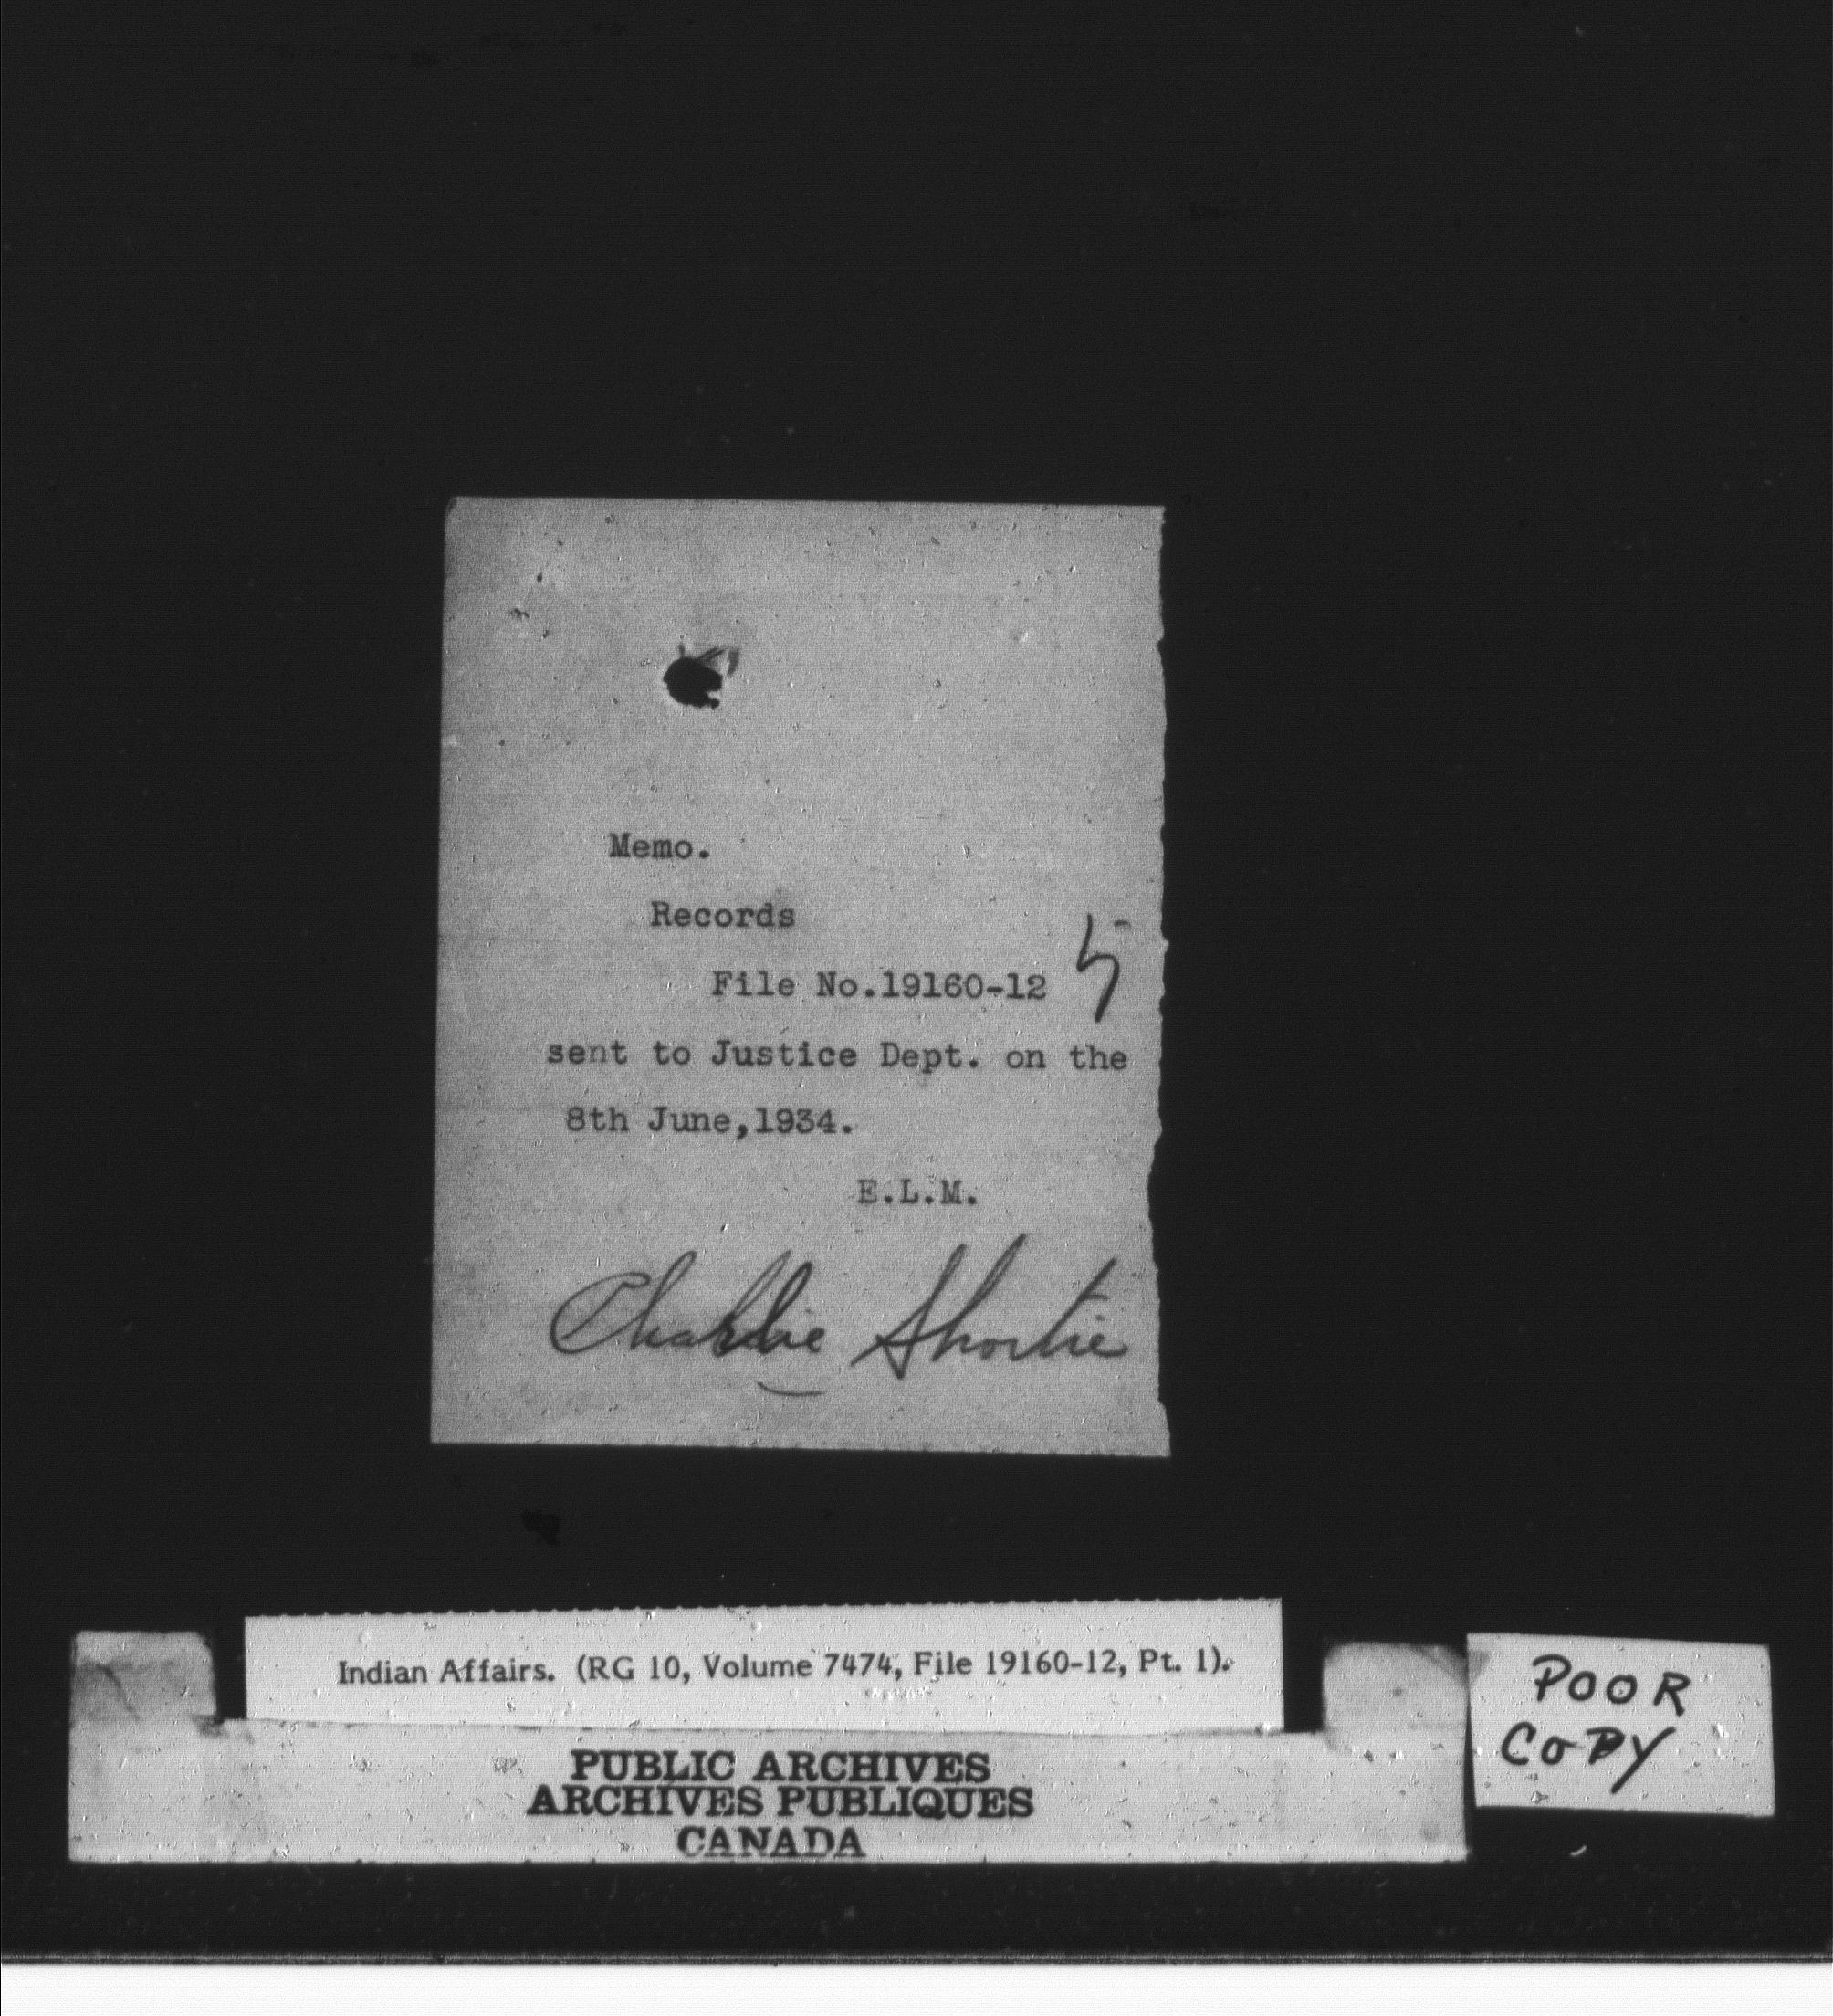 Memo.
Records
File No.19160-12 5
sent to Justice Dept. on the
8th June,1934.
E.L.M.
Charlie Shortie
Indian Affairs. (RG 10, Volume 7474, File 19160-12, Pt. 1).
PUBLIC ARCHIVES
ARCHIVES PUBLIQUES
CANADA
POOR
COPY